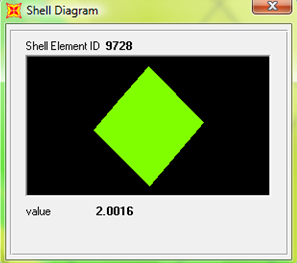 Shell Diagram
Shell Element ID 9728
value 2.0016